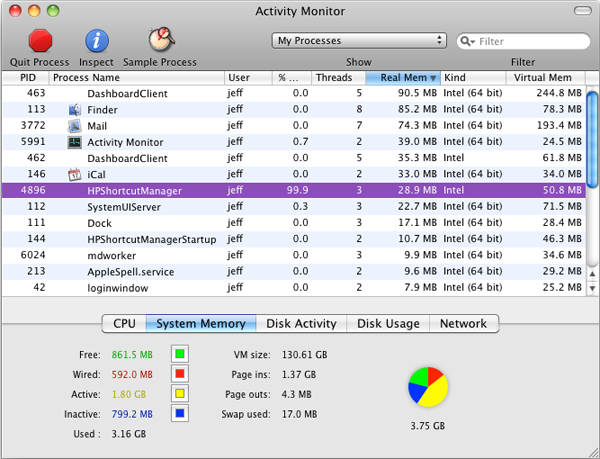 Activity Monitor
Quit Process Inspect Sample Process My Processes Show Filter Filter
PID Process Name User % ... Threads Real Mem Kind Virtual Mem
463 DashboardClient jeff 0.0 5 90.5 MB Intel (64 bit) 244.8 MB
113 Finder jeff 0.0 8 85.2 MB Intel (64 bit) 78.3 MB
3772 Mail jeff 0.0 7 74.3 MB Intel (64 bit) 193.4 MB
5991 Activity Monitor jeff 0.7 2 39.0 MB Intel (64 bit) 24.5 MB
462 DashboardClient jeff 0.0 5 35.3 MB Intel 61.8 MB
146 iCal jeff 0.0 2 33.0 MB Intel (64 bit) 34.0 MB
4896 HPShortcutManager jeff 99.9 3 28.9 MB Intel 50.8 MB
112 SystemUIServer jeff 0.3 3 22.7 MB Intel (64 bit) 71.5 MB
111 Dock jeff 0.0 3 17.1 MB Intel (64 bit) 28.4 MB
144 HPShortcutManagerStartup jeff 0.0 2 10.7 MB Intel (64 bit) 46.3 MB
6024 mdworker jeff 0.0 3 9.9 MB Intel (64 bit) 34.6 MB
213 AppleSpell.service jeff 0.0 2 9.6 MB Intel (64 bit) 29.2 MB
42 loginwindow jeff 0.0 2 7.9 MB Intel (64 bit) 25.2 MB
CPU System Memory Disk Activity Disk Usage Network
Free: 861.5 MB VM size: 130.61 GB
Wired: 592.0 MB Page ins: 1.37 GB
Active: 1.80 GB Page outs: 4.3 MB
Inactive: 799.2 MB Swap used: 17.0 MB
Used : 3.16 GB 3.75 GB